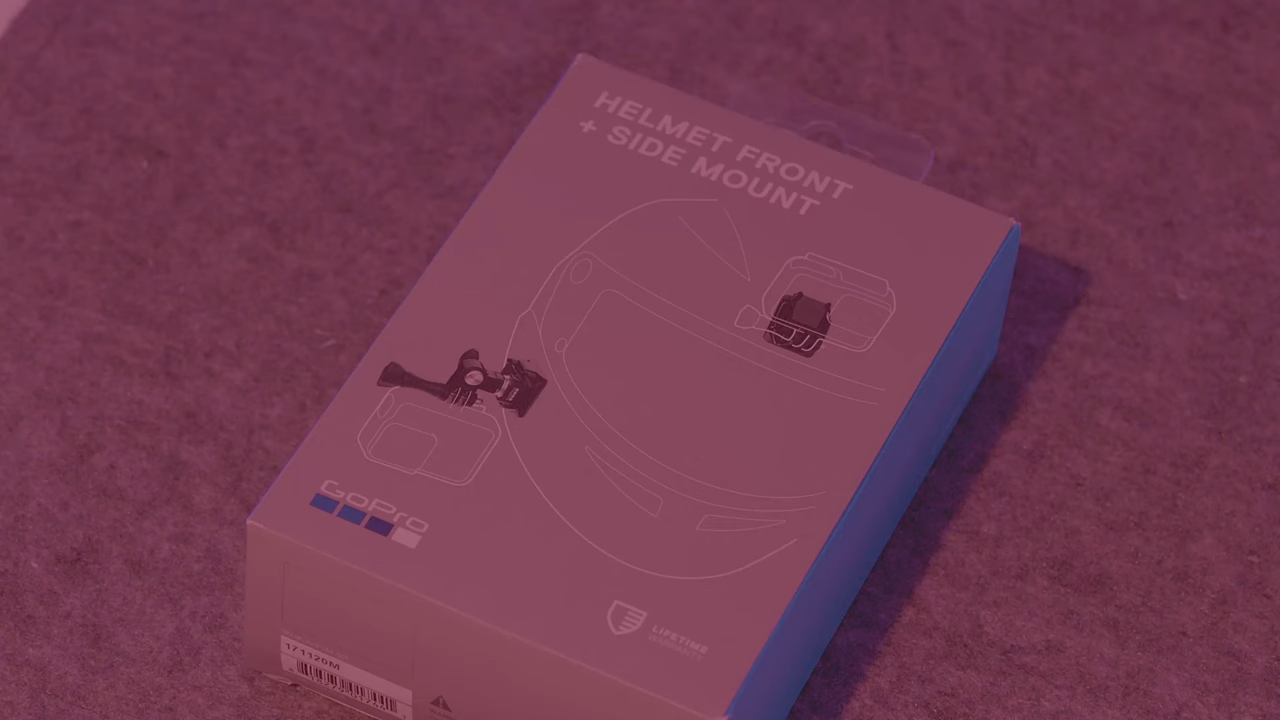 HELMET FRONT
+ SIDE MOUNT
GoPro
LIFETIME
WARRANTY
171120M